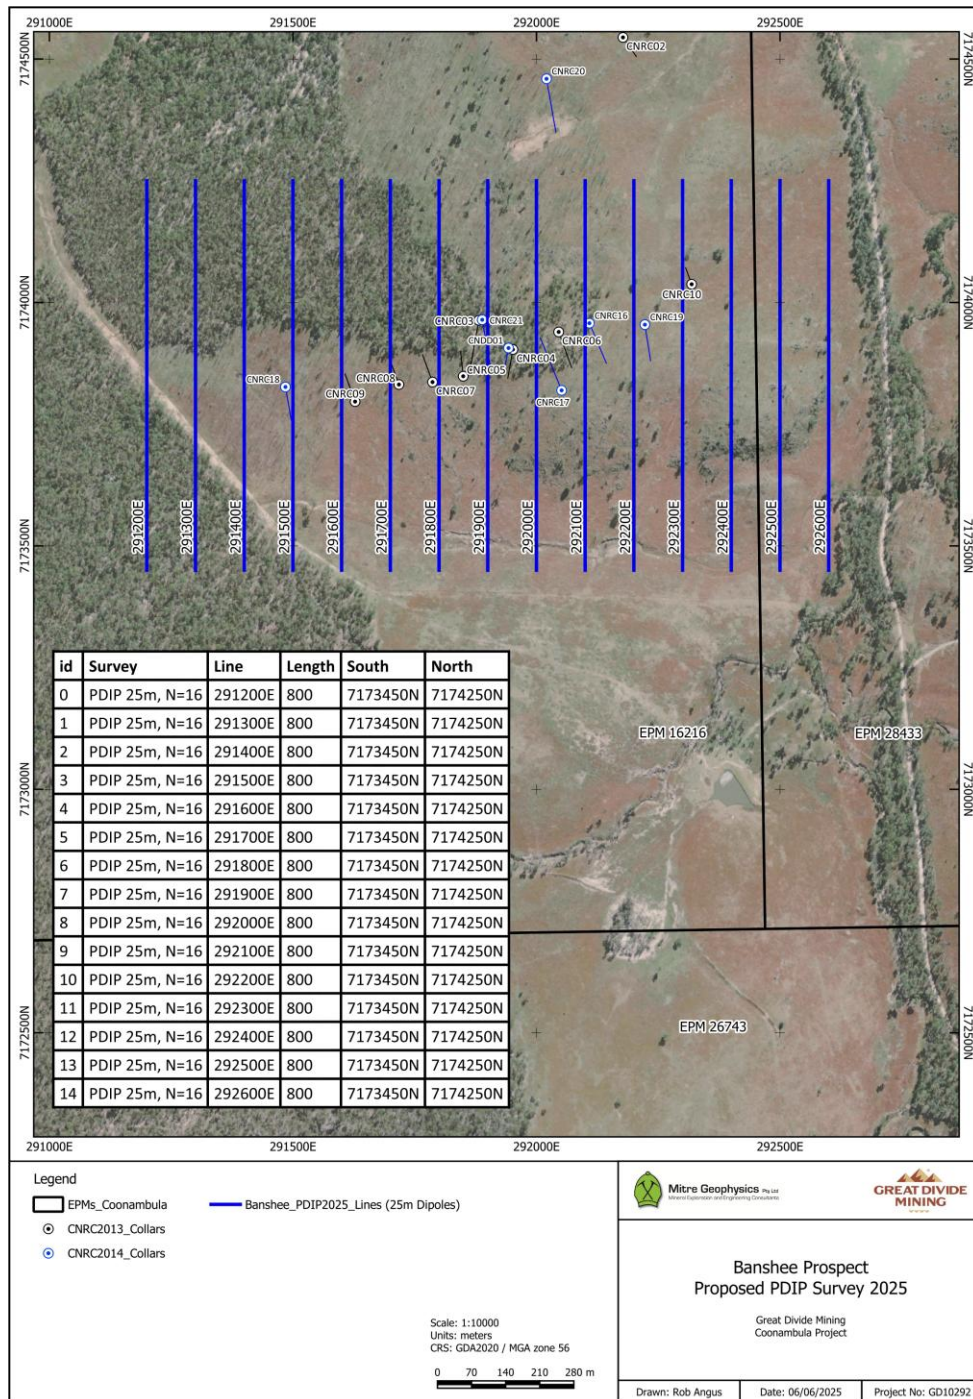 291000E 291500E 292000E 292500E
7174500N 7174500N
CNRC02
CNRC20
7174000N 7174000N
CNRC10
CNRC03 CNRC21 CNRC16 CNRC19
CNDD01 CNRC06
CNRC04
CNRC08 CNRC05
CNRC18 CNRC07
CNRC09 CNRC17
291200E 291300E 291400E 291500E 291600E 291700E 291800E 291900E 292000E 292100E 292200E 292300E 292400E 292500E 292600E
7173500N 7173500N
id Survey Line Length South North
0 PDIP 25m, N=16 291200E 800 7173450N 7174250N
1 PDIP 25m, N=16 291300E 800 7173450N 7174250N
2 PDIP 25m, N=16 291400E 800 7173450N 7174250N
3 PDIP 25m, N=16 291500E 800 7173450N 7174250N
4 PDIP 25m, N=16 291600E 800 7173450N 7174250N
5 PDIP 25m, N=16 291700E 800 7173450N 7174250N
6 PDIP 25m, N=16 291800E 800 7173450N 7174250N
7 PDIP 25m, N=16 291900E 800 7173450N 7174250N
8 PDIP 25m, N=16 292000E 800 7173450N 7174250N
9 PDIP 25m, N=16 292100E 800 7173450N 7174250N
10 PDIP 25m, N=16 292200E 800 7173450N 7174250N
11 PDIP 25m, N=16 292300E 800 7173450N 7174250N
12 PDIP 25m, N=16 292400E 800 7173450N 7174250N
13 PDIP 25m, N=16 292500E 800 7173450N 7174250N
14 PDIP 25m, N=16 292600E 800 7173450N 7174250N
EPM 16216 EPM 28433
7173000N 7173000N
EPM 26743
7172500N 7172500N
291000E 291500E 292000E 292500E
Legend
EPMs_Coonambula Banshee_PDIP2025_Lines (25m Dipoles)
CNRC2013_Collars
CNRC2014_Collars
Scale: 1:10000
Units: meters
CRS: GDA2020 / MGA zone 56
0 70 140 210 280 m
Mitre Geophysics Pty Ltd
Mineral Exploration and Engineering Consultants
GREAT DIVIDE
MINING
Banshee Prospect
Proposed PDIP Survey 2025
Great Divide Mining
Coonambula Project
Drawn: Rob Angus Date: 06/06/2025 Project No: GD10292